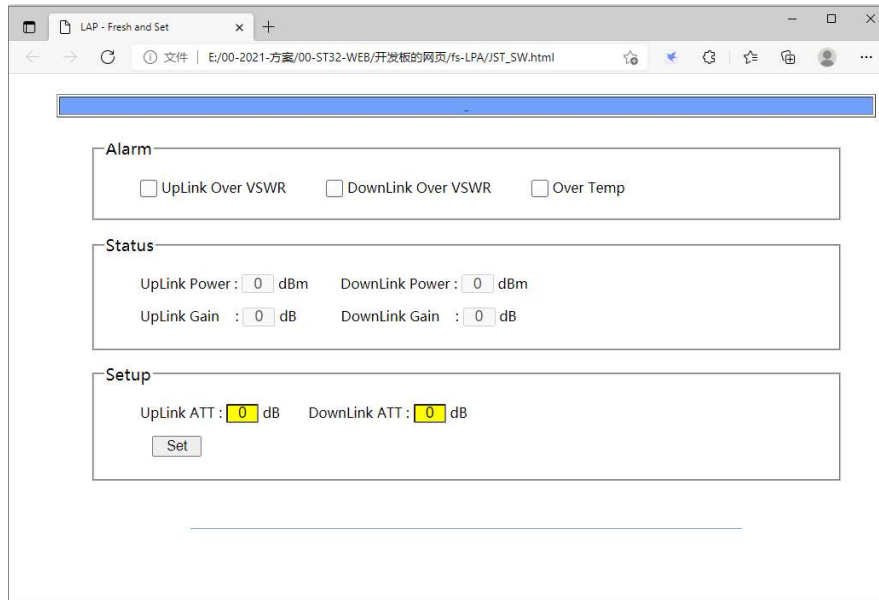 LAP - Fresh and Set
文件 E:/00-2021-方案/00-ST32-WEB/开发板的网页/fs-LPA/JST_SW.html
-
Alarm
UpLink Over VSWR DownLink Over VSWR Over Temp
Status
UpLink Power : 0 dBm DownLink Power : 0 dBm
UpLink Gain : 0 dB DownLink Gain : 0 dB
Setup
UpLink ATT : 0 dB DownLink ATT : 0 dB
Set